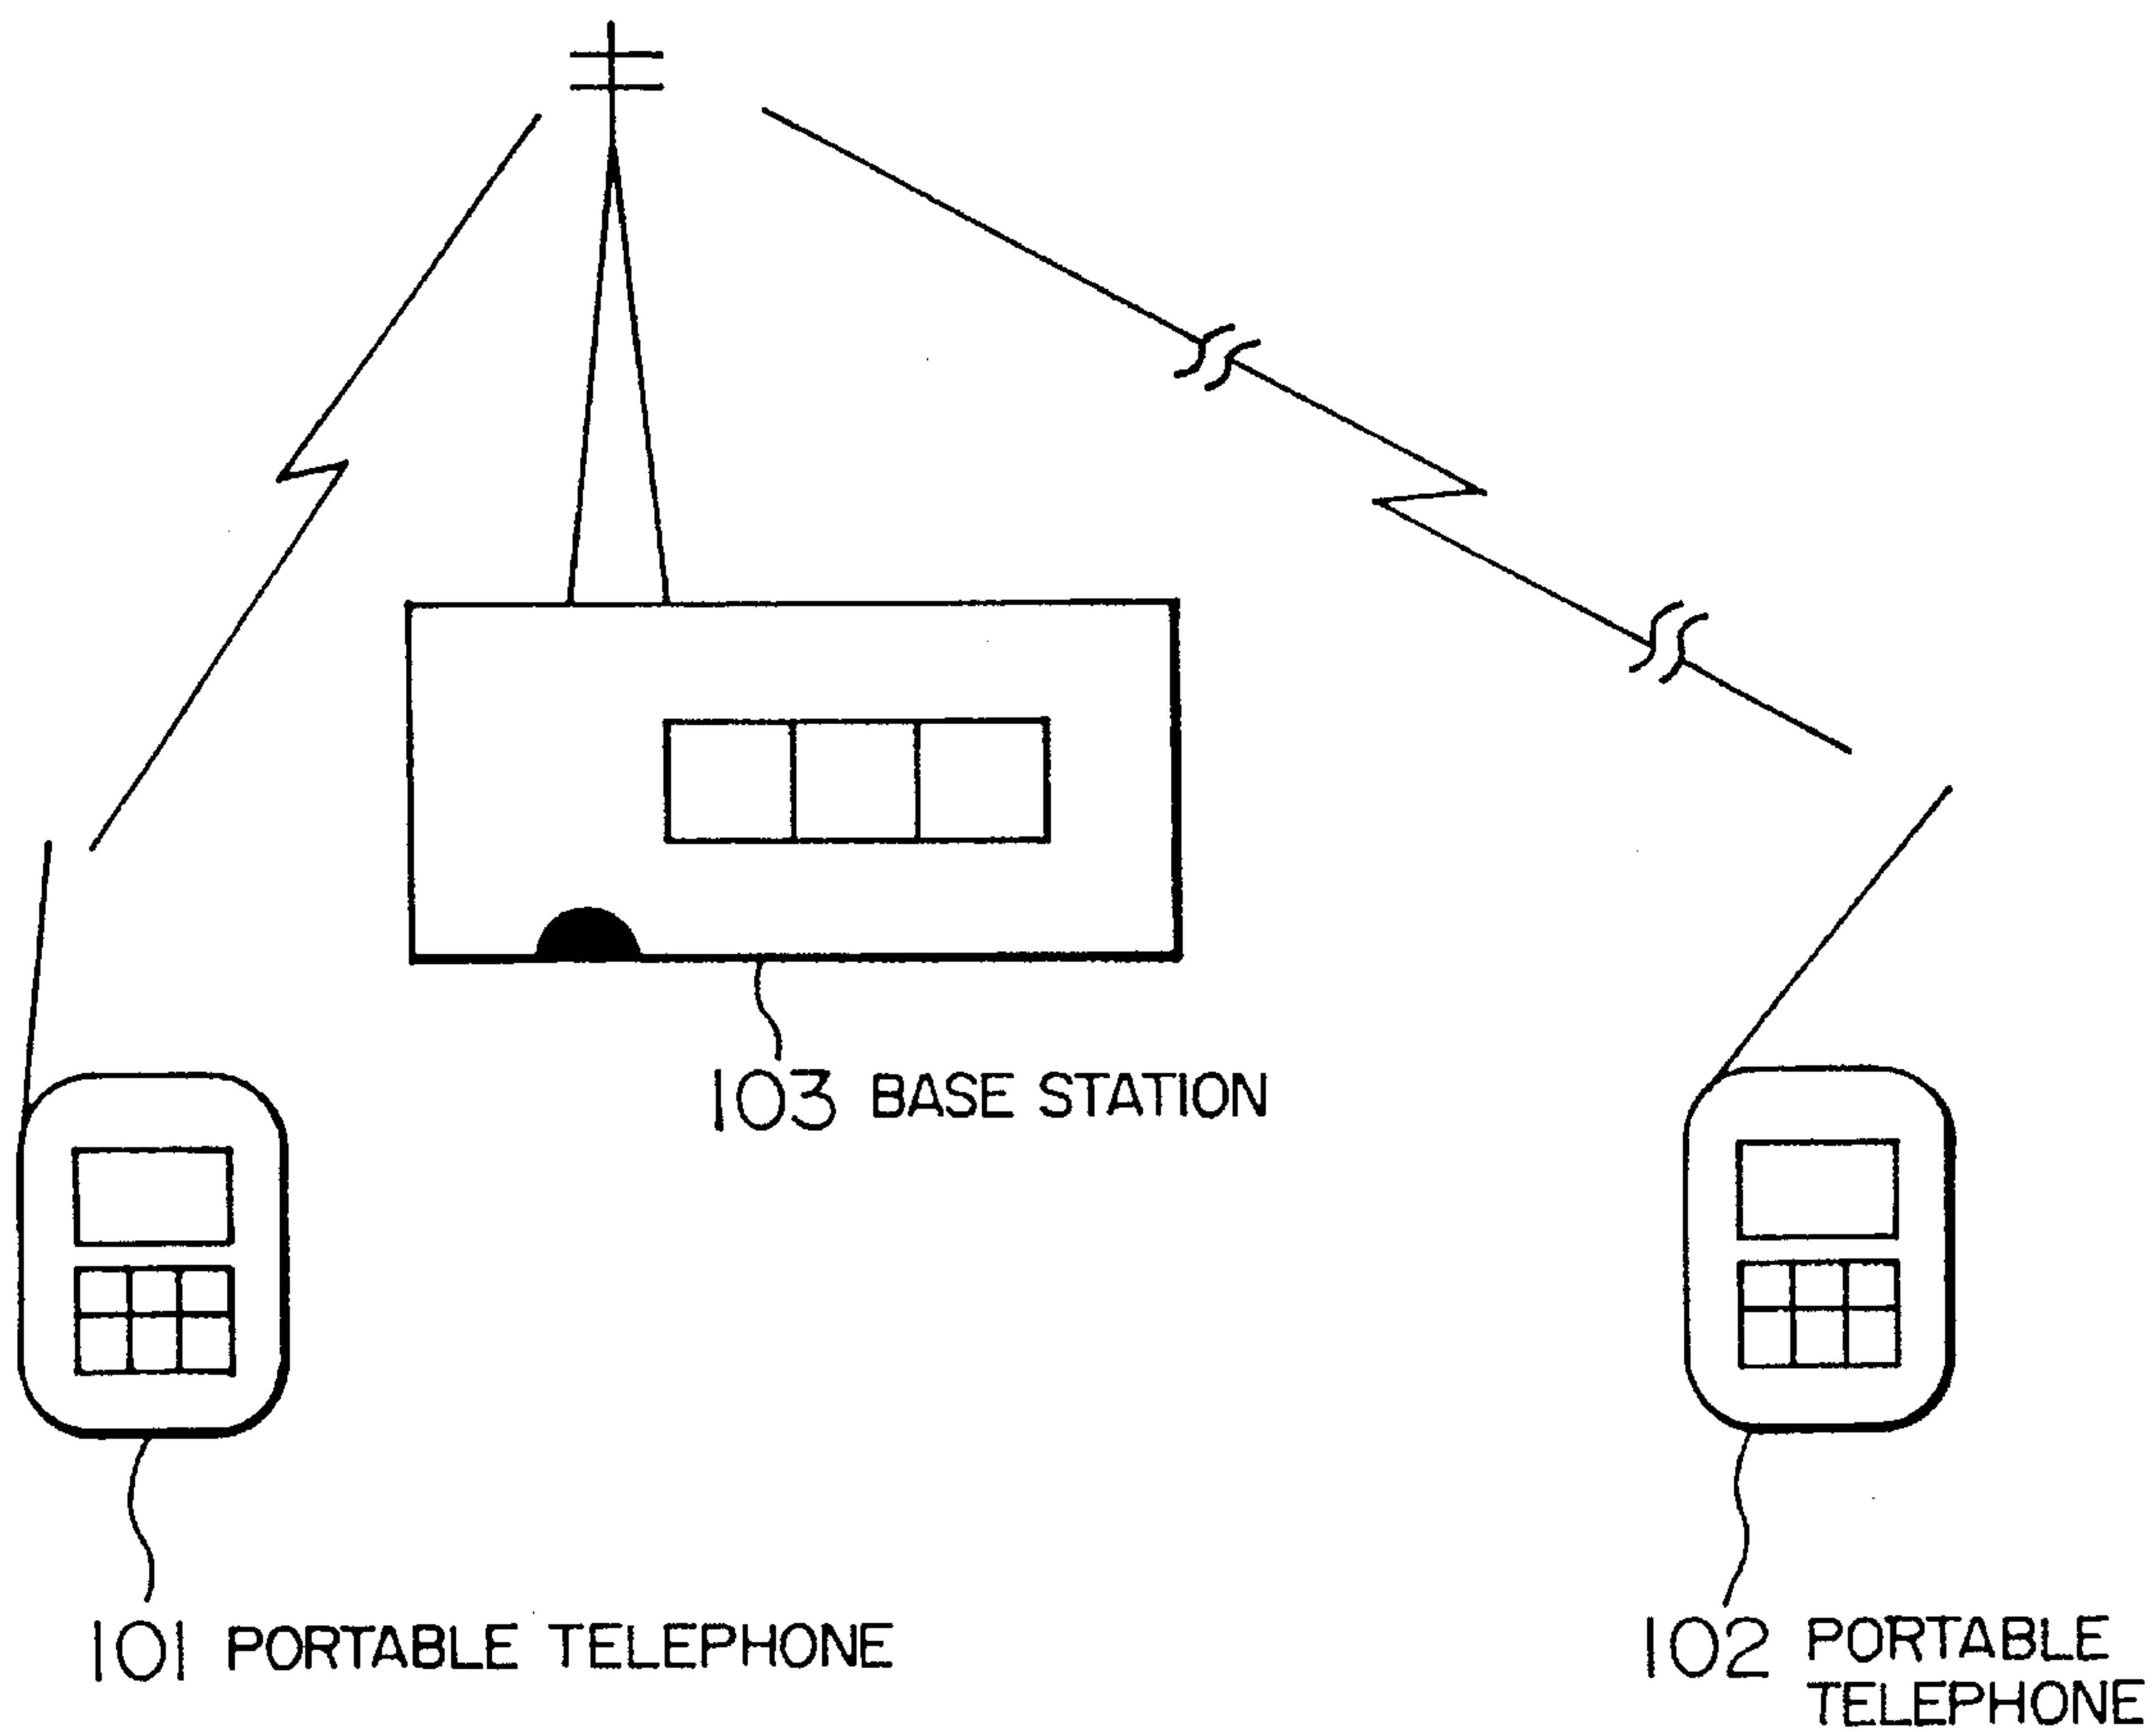 103 BASE STATION
101 PORTABLE TELEPHONE
102 PORTABLE
TELEPHONE